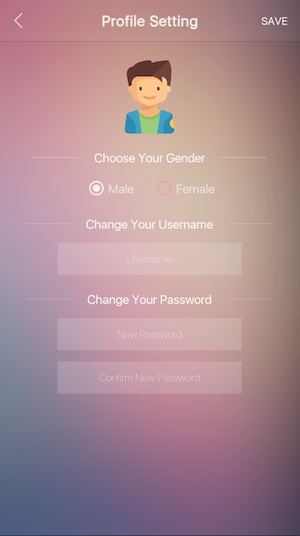 Profile Setting
SAVE
Choose Your Gender
Male
Female
Change Your Username
Username
Change Your Password
New Password
Confirm New Password